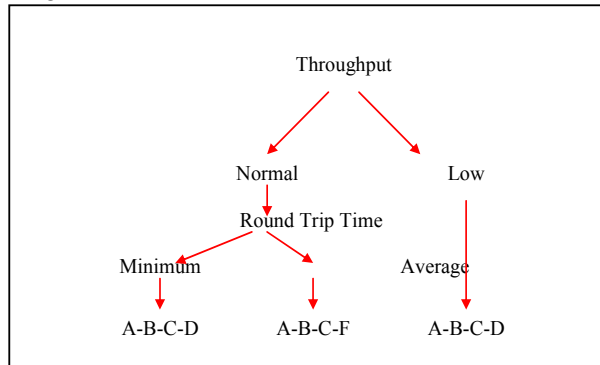 Throughput
Normal Low
Round Trip Time
Minimum Average
A-B-C-D A-B-C-F A-B-C-D